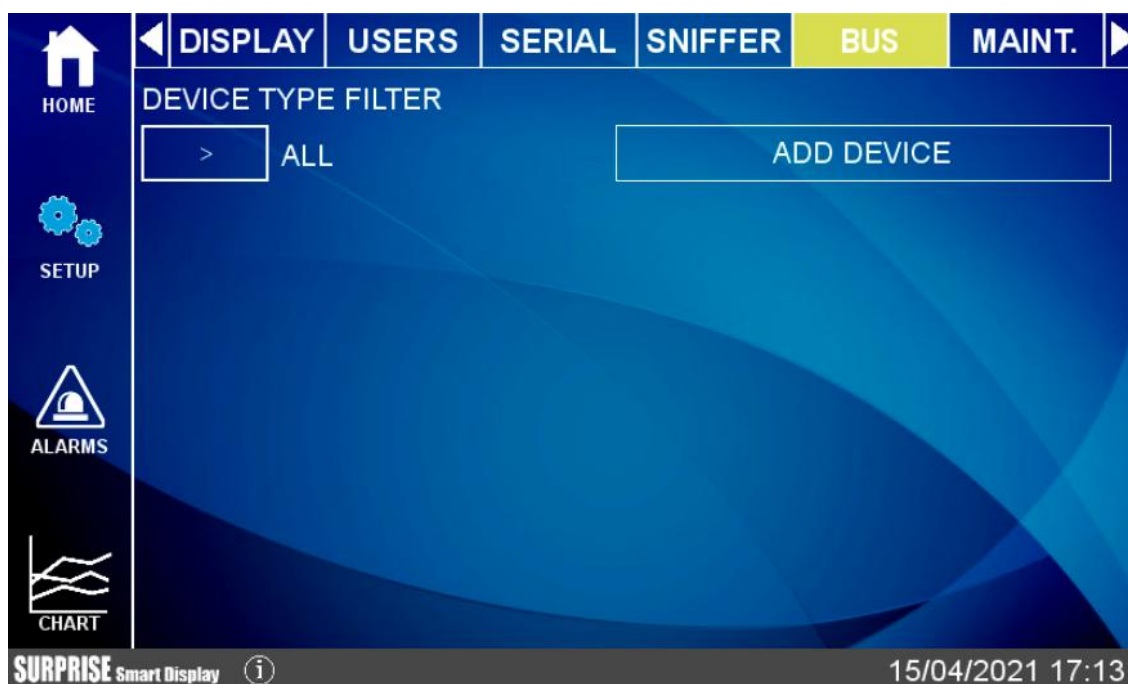 DISPLAY USERS SERIAL SNIFFER BUS MAINT.
HOME
DEVICE TYPE FILTER
> ALL ADD DEVICE
SETUP
ALARMS
CHART
SURPRISE Smart Display i 15/04/2021 17:13